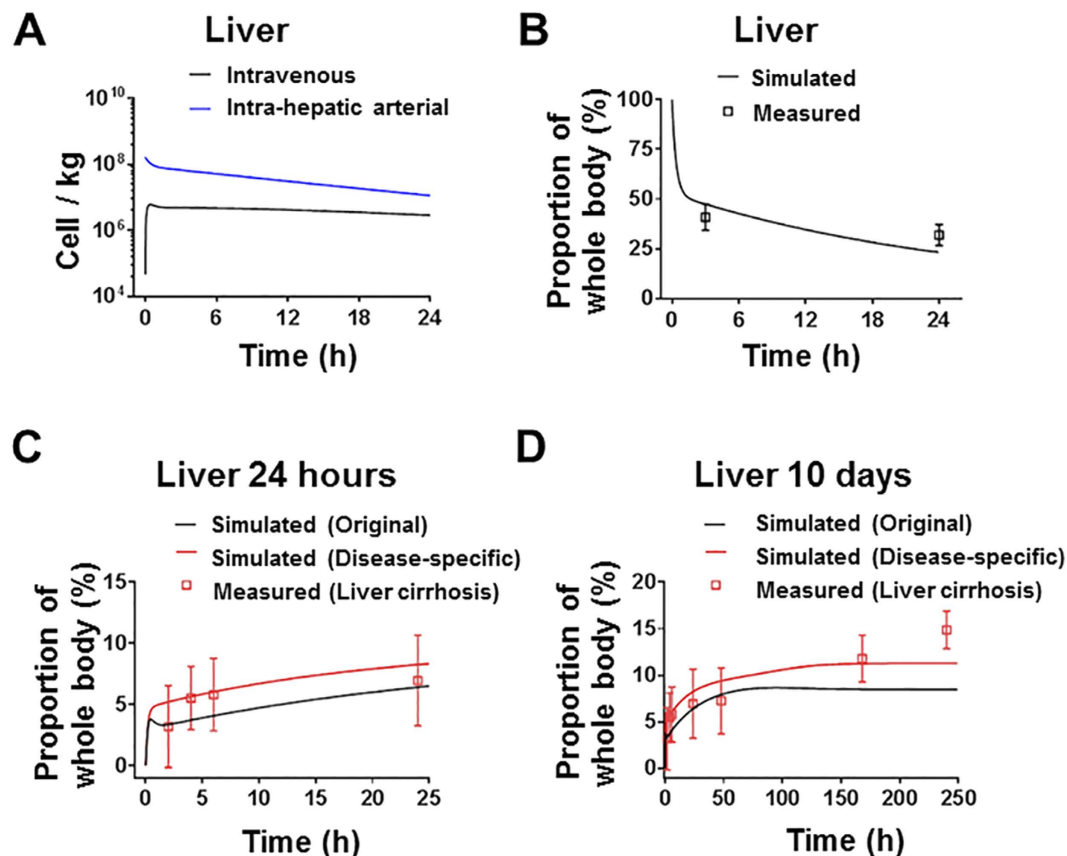 A
Liver
Intravenous
Intra-hepatic arterial
10^10
10^8
10^6
10^4
Cell / kg
0 6 12 18 24
Time (h)
B
Liver
Simulated
Measured
100
75
50
25
0
Proportion of
whole body (%)
0 6 12 18 24
Time (h)
C
Liver 24 hours
Simulated (Original)
Simulated (Disease-specific)
Measured (Liver cirrhosis)
15
10
5
0
Proportion of
whole body (%)
0 5 10 15 20 25
Time (h)
D
Liver 10 days
Simulated (Original)
Simulated (Disease-specific)
Measured (Liver cirrhosis)
20
15
10
5
0
Proportion of
whole body (%)
0 50 100 150 200 250
Time (h)